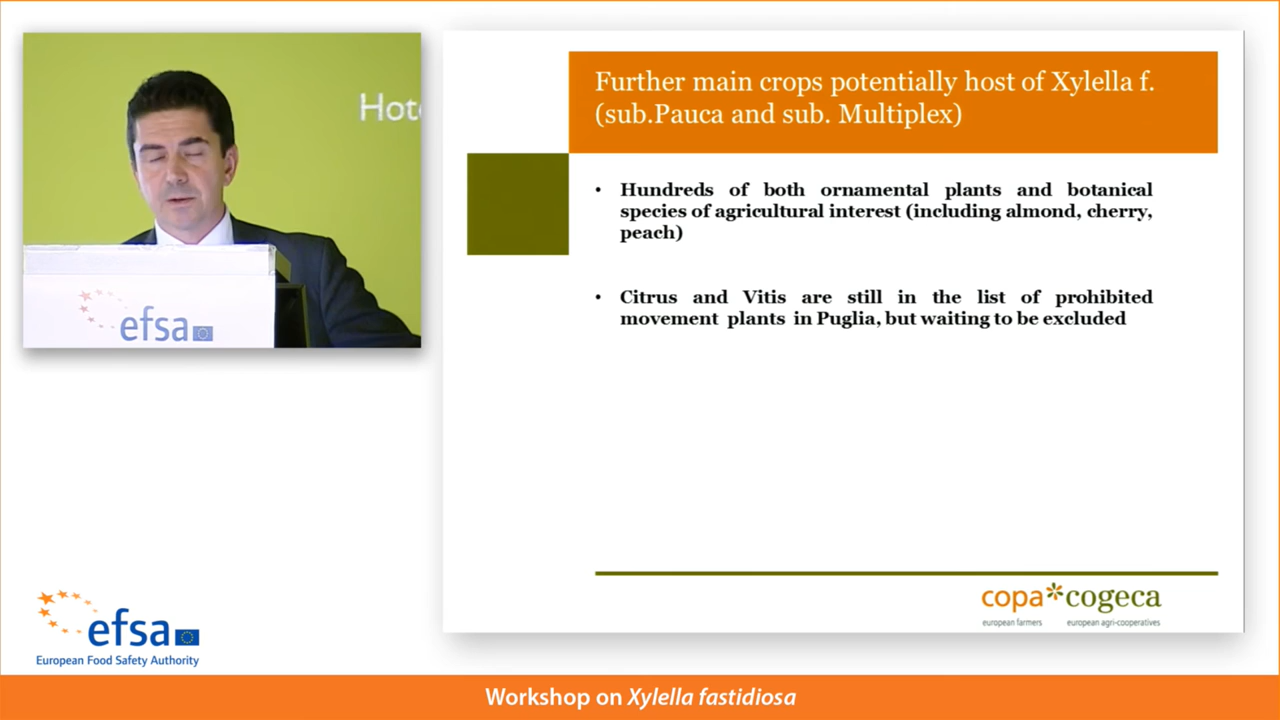 Hote
efsa
Further main crops potentially host of Xylella f.
(sub.Pauca and sub. Multiplex)
• Hundreds of both ornamental plants and botanical
species of agricultural interest (including almond, cherry,
peach)
• Citrus and Vitis are still in the list of prohibited
movement plants in Puglia, but waiting to be excluded
copa*cogeca
european farmers european agri-cooperatives
efsa
European Food Safety Authority
Workshop on Xylella fastidiosa